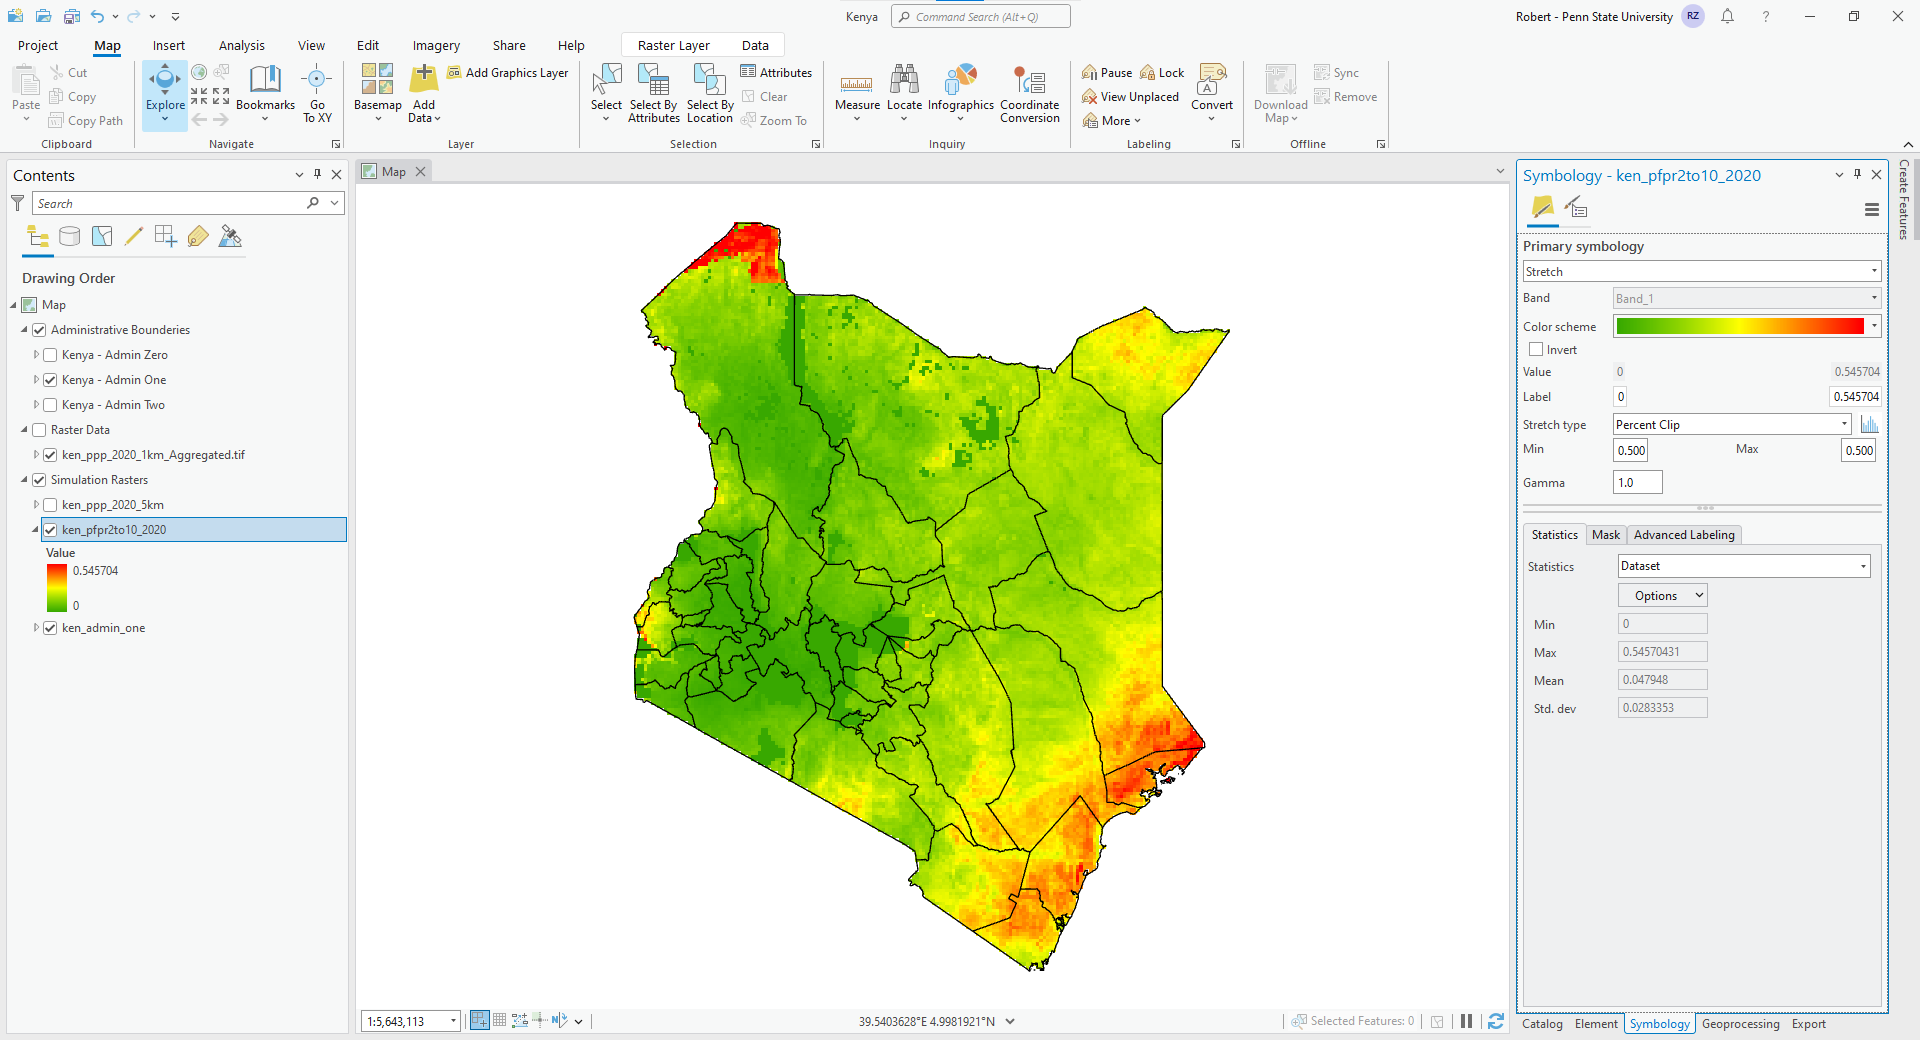 Kenya
Command Search (Alt+Q)
Robert - Penn State University
RZ
?
Project
Map
Insert
Analysis
View
Edit
Imagery
Share
Help
Raster Layer
Data
Paste
Cut
Copy
Copy Path
Clipboard
Explore
Bookmarks
Go To XY
Navigate
Basemap
Add Data
Add Graphics Layer
Layer
Select
Select By Attributes
Select By Location
Attributes
Clear
Zoom To
Selection
Measure
Locate
Infographics
Coordinate Conversion
Inquiry
Pause
Lock
View Unplaced
More
Convert
Labeling
Download Map
Sync
Remove
Offline
Contents
Search
Drawing Order
Map
Administrative Bounderies
Kenya - Admin Zero
Kenya - Admin One
Kenya - Admin Two
Raster Data
ken_ppp_2020_1km_Aggregated.tif
Simulation Rasters
ken_ppp_2020_5km
ken_pfpr2to10_2020
Value
0.545704
0
ken_admin_one
Map
1:5,643,113
39.5403628°E 4.9981921°N
Selected Features: 0
Symbology - ken_pfpr2to10_2020
Primary symbology
Stretch
Band
Band_1
Color scheme
Invert
Value
0
0.545704
Label
0
0.545704
Stretch type
Percent Clip
Min
0.500
Max
0.500
Gamma
1.0
Statistics
Mask
Advanced Labeling
Statistics
Dataset
Options
Min
0
Max
0.54570431
Mean
0.047948
Std. dev
0.0283353
Catalog
Element
Symbology
Geoprocessing
Export
Create Features